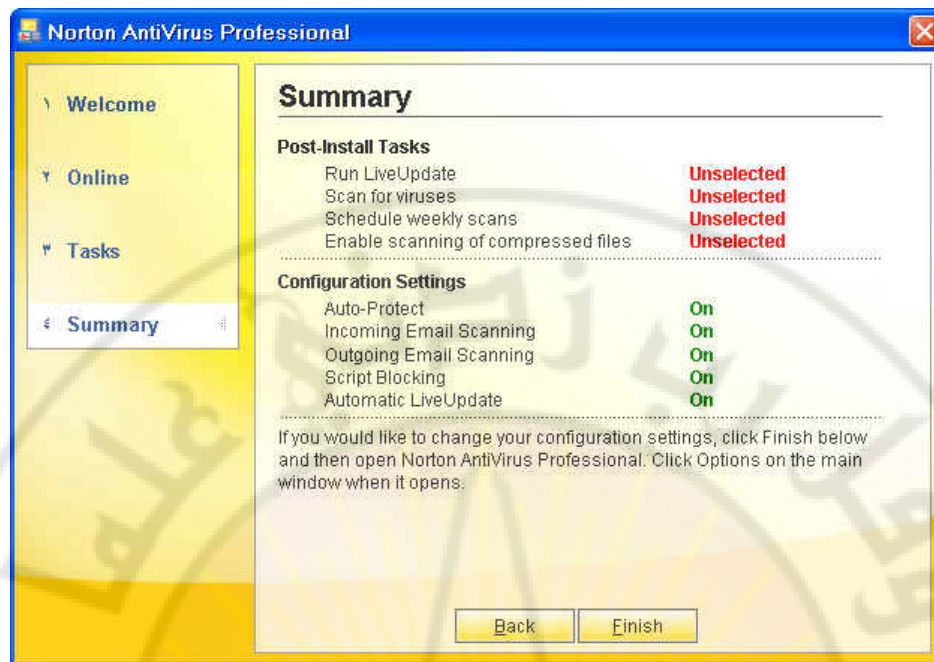 Norton AntiVirus Professional
١ Welcome
٢ Online
٣ Tasks
٤ Summary
Summary
Post-Install Tasks
Run LiveUpdate Unselected
Scan for viruses Unselected
Schedule weekly scans Unselected
Enable scanning of compressed files Unselected
Configuration Settings
Auto-Protect On
Incoming Email Scanning On
Outgoing Email Scanning On
Script Blocking On
Automatic LiveUpdate On
If you would like to change your configuration settings, click Finish below
and then open Norton AntiVirus Professional. Click Options on the main
window when it opens.
Back Finish